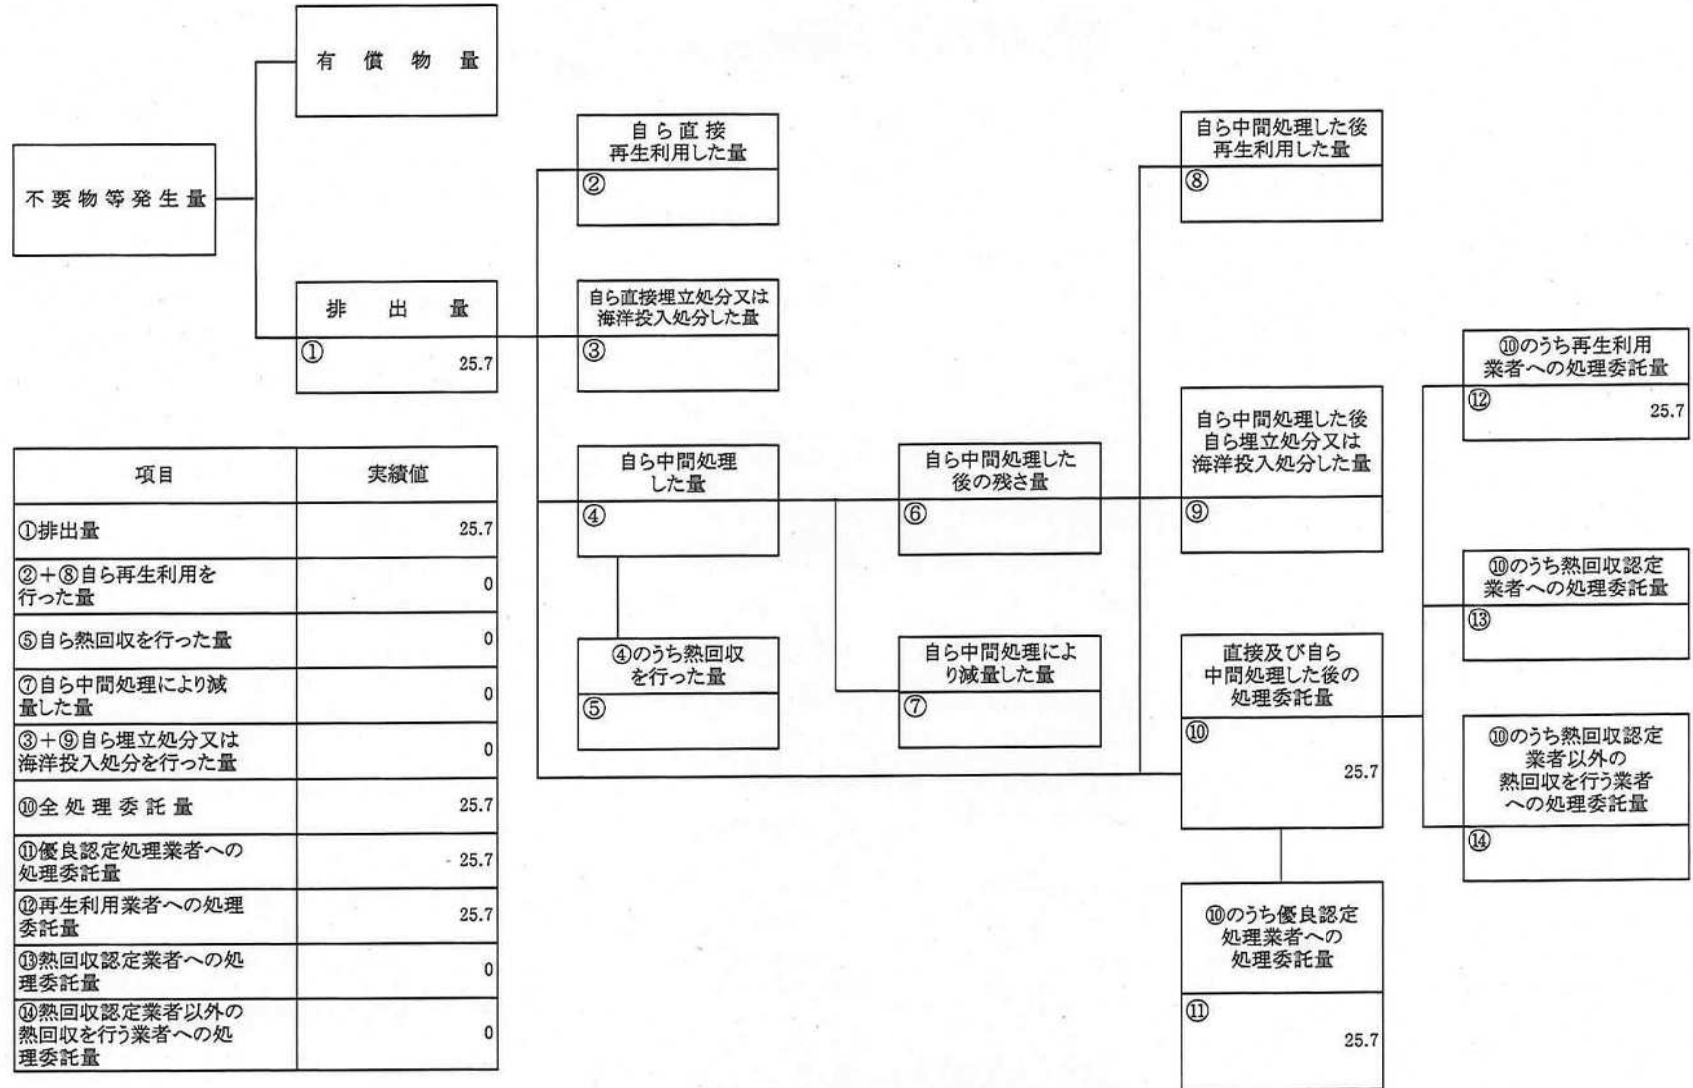 有償物量
不要物等発生量
排出量
①
25.7
自ら直接
再生利用した量
②
自ら直接埋立処分又は
海洋投入処分した量
③
自ら中間処理
した量
④
④のうち熱回収
を行った量
⑤
自ら中間処理した
後の残さ量
⑥
自ら中間処理によ
り減量した量
⑦
自ら中間処理した後
再生利用した量
⑧
自ら中間処理した後
自ら埋立処分又は
海洋投入処分した量
⑨
直接及び自ら
中間処理した後の
処理委託量
⑩
25.7
⑩のうち優良認定
処理業者への
処理委託量
⑪
25.7
⑩のうち再生利用
業者への処理委託量
⑫
25.7
⑩のうち熱回収認定
業者への処理委託量
⑬
⑩のうち熱回収認定
業者以外の
熱回収を行う業者
への処理委託量
⑭
項目 実績値
①排出量 25.7
②+⑧自ら再生利用を
行った量 0
⑤自ら熱回収を行った量 0
⑦自ら中間処理により減
量した量 0
③+⑨自ら埋立処分又は
海洋投入処分を行った量 0
⑩全処理委託量 25.7
⑪優良認定処理業者への
処理委託量 25.7
⑫再生利用業者への処理
委託量 25.7
⑬熱回収認定業者への処
理委託量 0
⑭熱回収認定業者以外の
熱回収を行う業者への処
理委託量 0